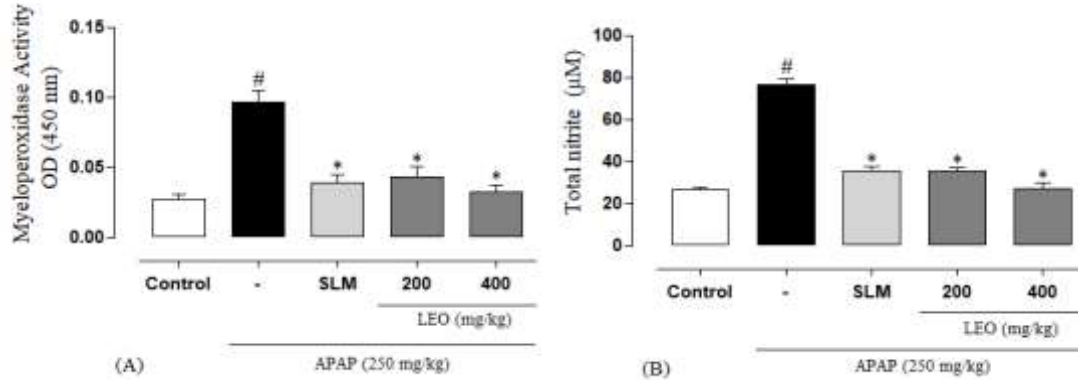 Myeloperoxidase Activity
OD (450 nm)
0.15
0.10
0.05
0.00
#
*
*
*
Control
-
SLM
200
400
LEO (mg/kg)
APAP (250 mg/kg)
(A)
Total nitrite (µM)
100
80
60
40
20
0
#
*
*
*
Control
-
SLM
200
400
LEO (mg/kg)
APAP (250 mg/kg)
(B)